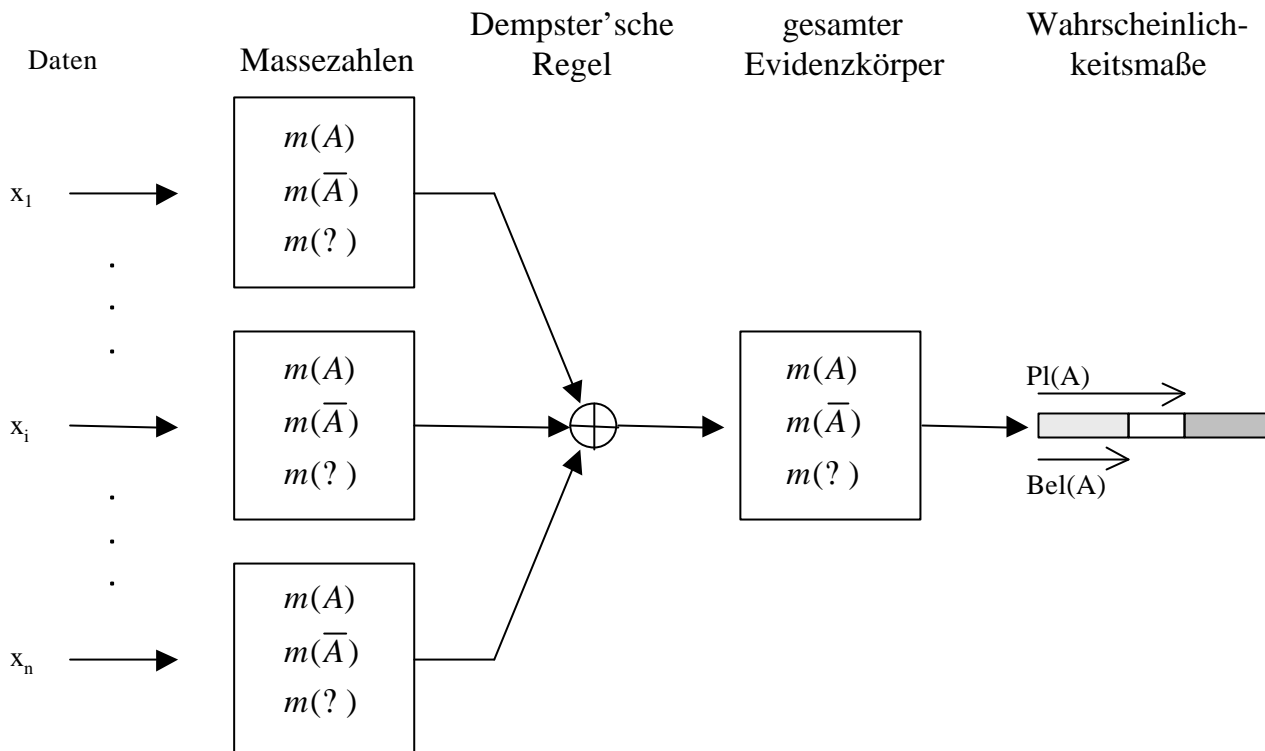 Daten
Massezahlen
Dempster’sche
Regel
gesamter
Evidenzkörper
Wahrscheinlich-
keitsmaße
x₁
m(A)
m(A̅)
m(? )
.
.
.
xᵢ
m(A)
m(A̅)
m(? )
.
.
.
xₙ
m(A)
m(A̅)
m(? )
m(A)
m(A̅)
m(? )
Pl(A)
Bel(A)